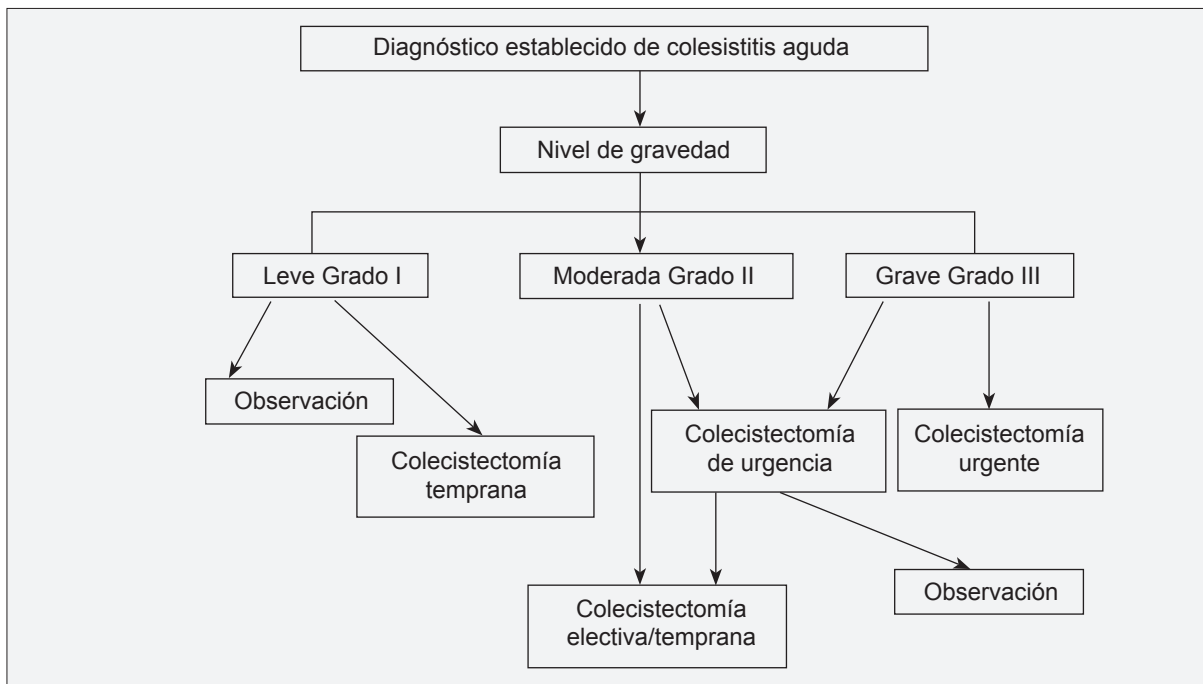 Diagnóstico establecido de colesistitis aguda
Nivel de gravedad
Leve Grado I
Moderada Grado II
Grave Grado III
Observación
Colecistectomía
temprana
Colecistectomía
de urgencia
Colecistectomía
urgente
Colecistectomía
electiva/temprana
Observación